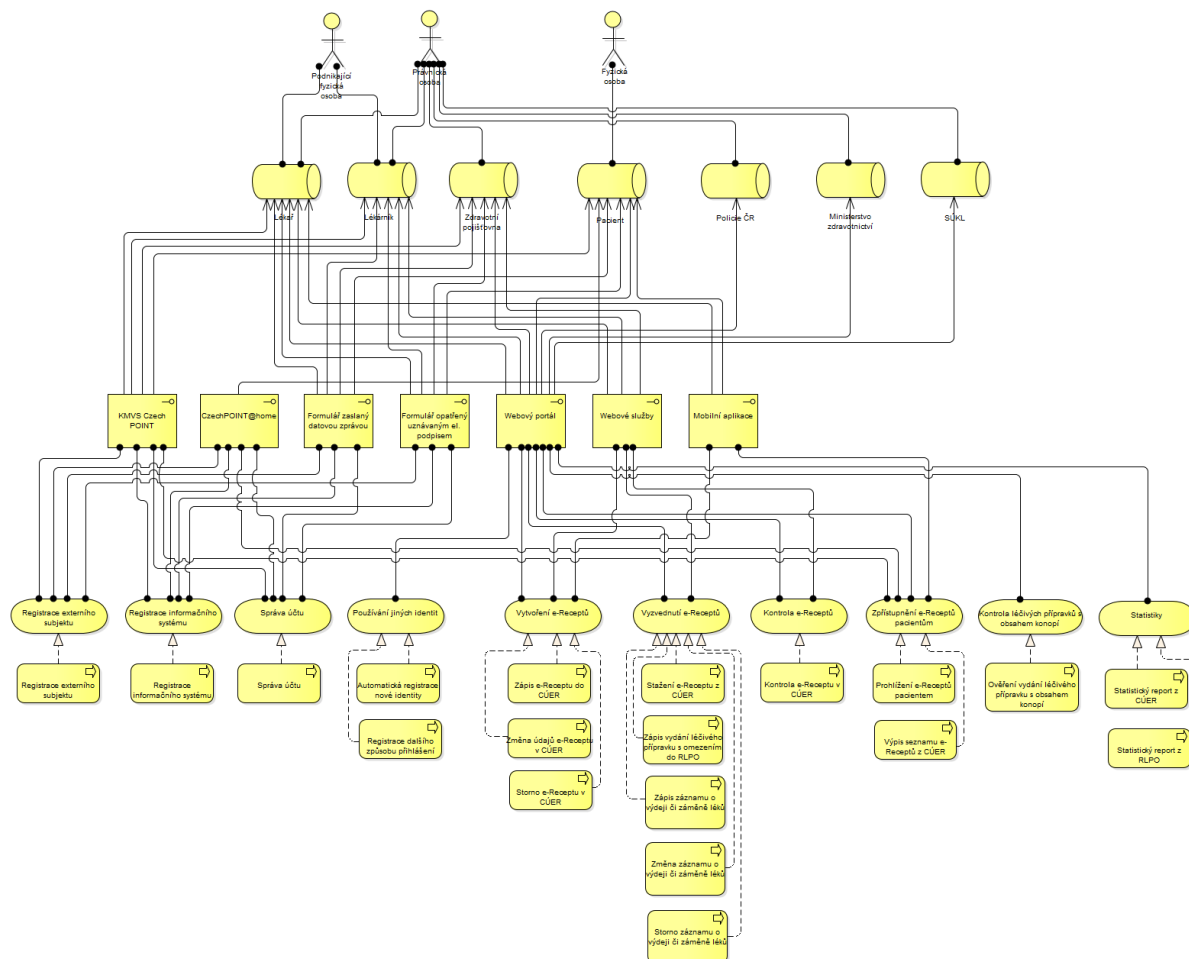 Podnikající
fyzická
osoba
Právnická
osoba
Fyzická
osoba
Lékař
Lékárník
Zdravotní
pojišťovna
Pacient
Policie ČR
Ministerstvo
zdravotnictví
SÚKL
KMVS Czech
POINT
CzechPOINT@home
Formulář zaslaný
datovou zprávou
Formulář opatřený
uznávaným el.
podpisem
Webový portál
Webové služby
Mobilní aplikace
Registrace externího
subjektu
Registrace informačního
systému
Správa účtu
Používání jiných identit
Vytvoření e-Receptů
Vyzvednutí e-Receptů
Kontrola e-Receptů
Zpřístupnění e-Receptů
pacientům
Kontrola léčivých přípravků s
obsahem konopí
Statistiky
Registrace externího
subjektu
Registrace
informačního systému
Správa účtu
Automatická registrace
nové identity
Zápis e-Receptu do
CÚER
Stažení e-Receptu z
CÚER
Kontrola e-Receptu v
CÚER
Prohlížení e-Receptů
pacientem
Ověření vydání léčivého
přípravku s obsahem
konopí
Statistický report z
CÚER
Registrace dalšího
způsobu přihlášení
Změna údajů e-Receptu
v CÚER
Zápis vydání léčivého
přípravku s omezením
do RLPO
Výpis seznamu e-
Receptů z CÚER
Statistický report z
RLPO
Storno e-Receptu v
CÚER
Zápis záznamu o
výdeji či záměně léků
Změna záznamu o
výdeji či záměně léků
Storno záznamu o
výdeji či záměně léků